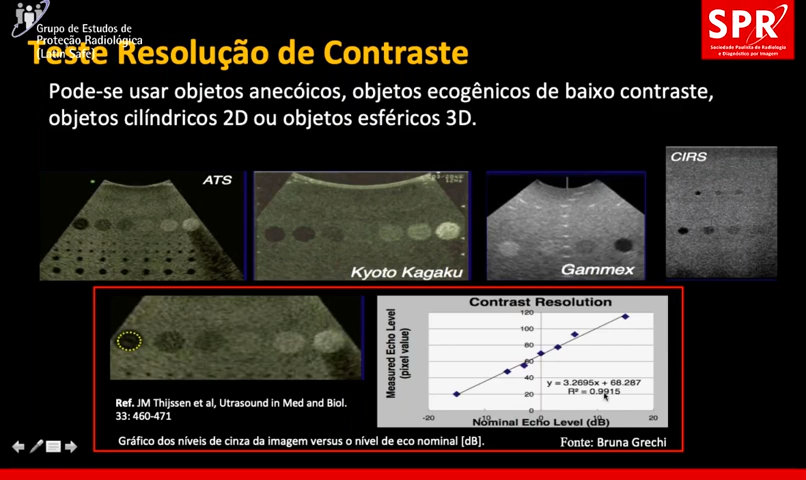 Grupo de Estudos de
Proteção Radiológica
(Latin Safe)
SPR
Sociedade Paulista de Radiologia
e Diagnóstico por Imagem
Teste Resolução de Contraste
Pode-se usar objetos anecóicos, objetos ecogênicos de baixo contraste,
objetos cilíndricos 2D ou objetos esféricos 3D.
ATS
Kyoto Kagaku
Gammex
CIRS
Contrast Resolution
Measured Echo Level
(pixel value)
120
100
80
60
40
20
0
y = 3.2695x + 68.287
R² = 0.9915
-20
-10
0
10
20
Nominal Echo Level (dB)
Ref. JM Thijssen et al, Utrasound in Med and Biol.
33: 460-471
Gráfico dos níveis de cinza da imagem versus o nível de eco nominal [dB].
Fonte: Bruna Grechi